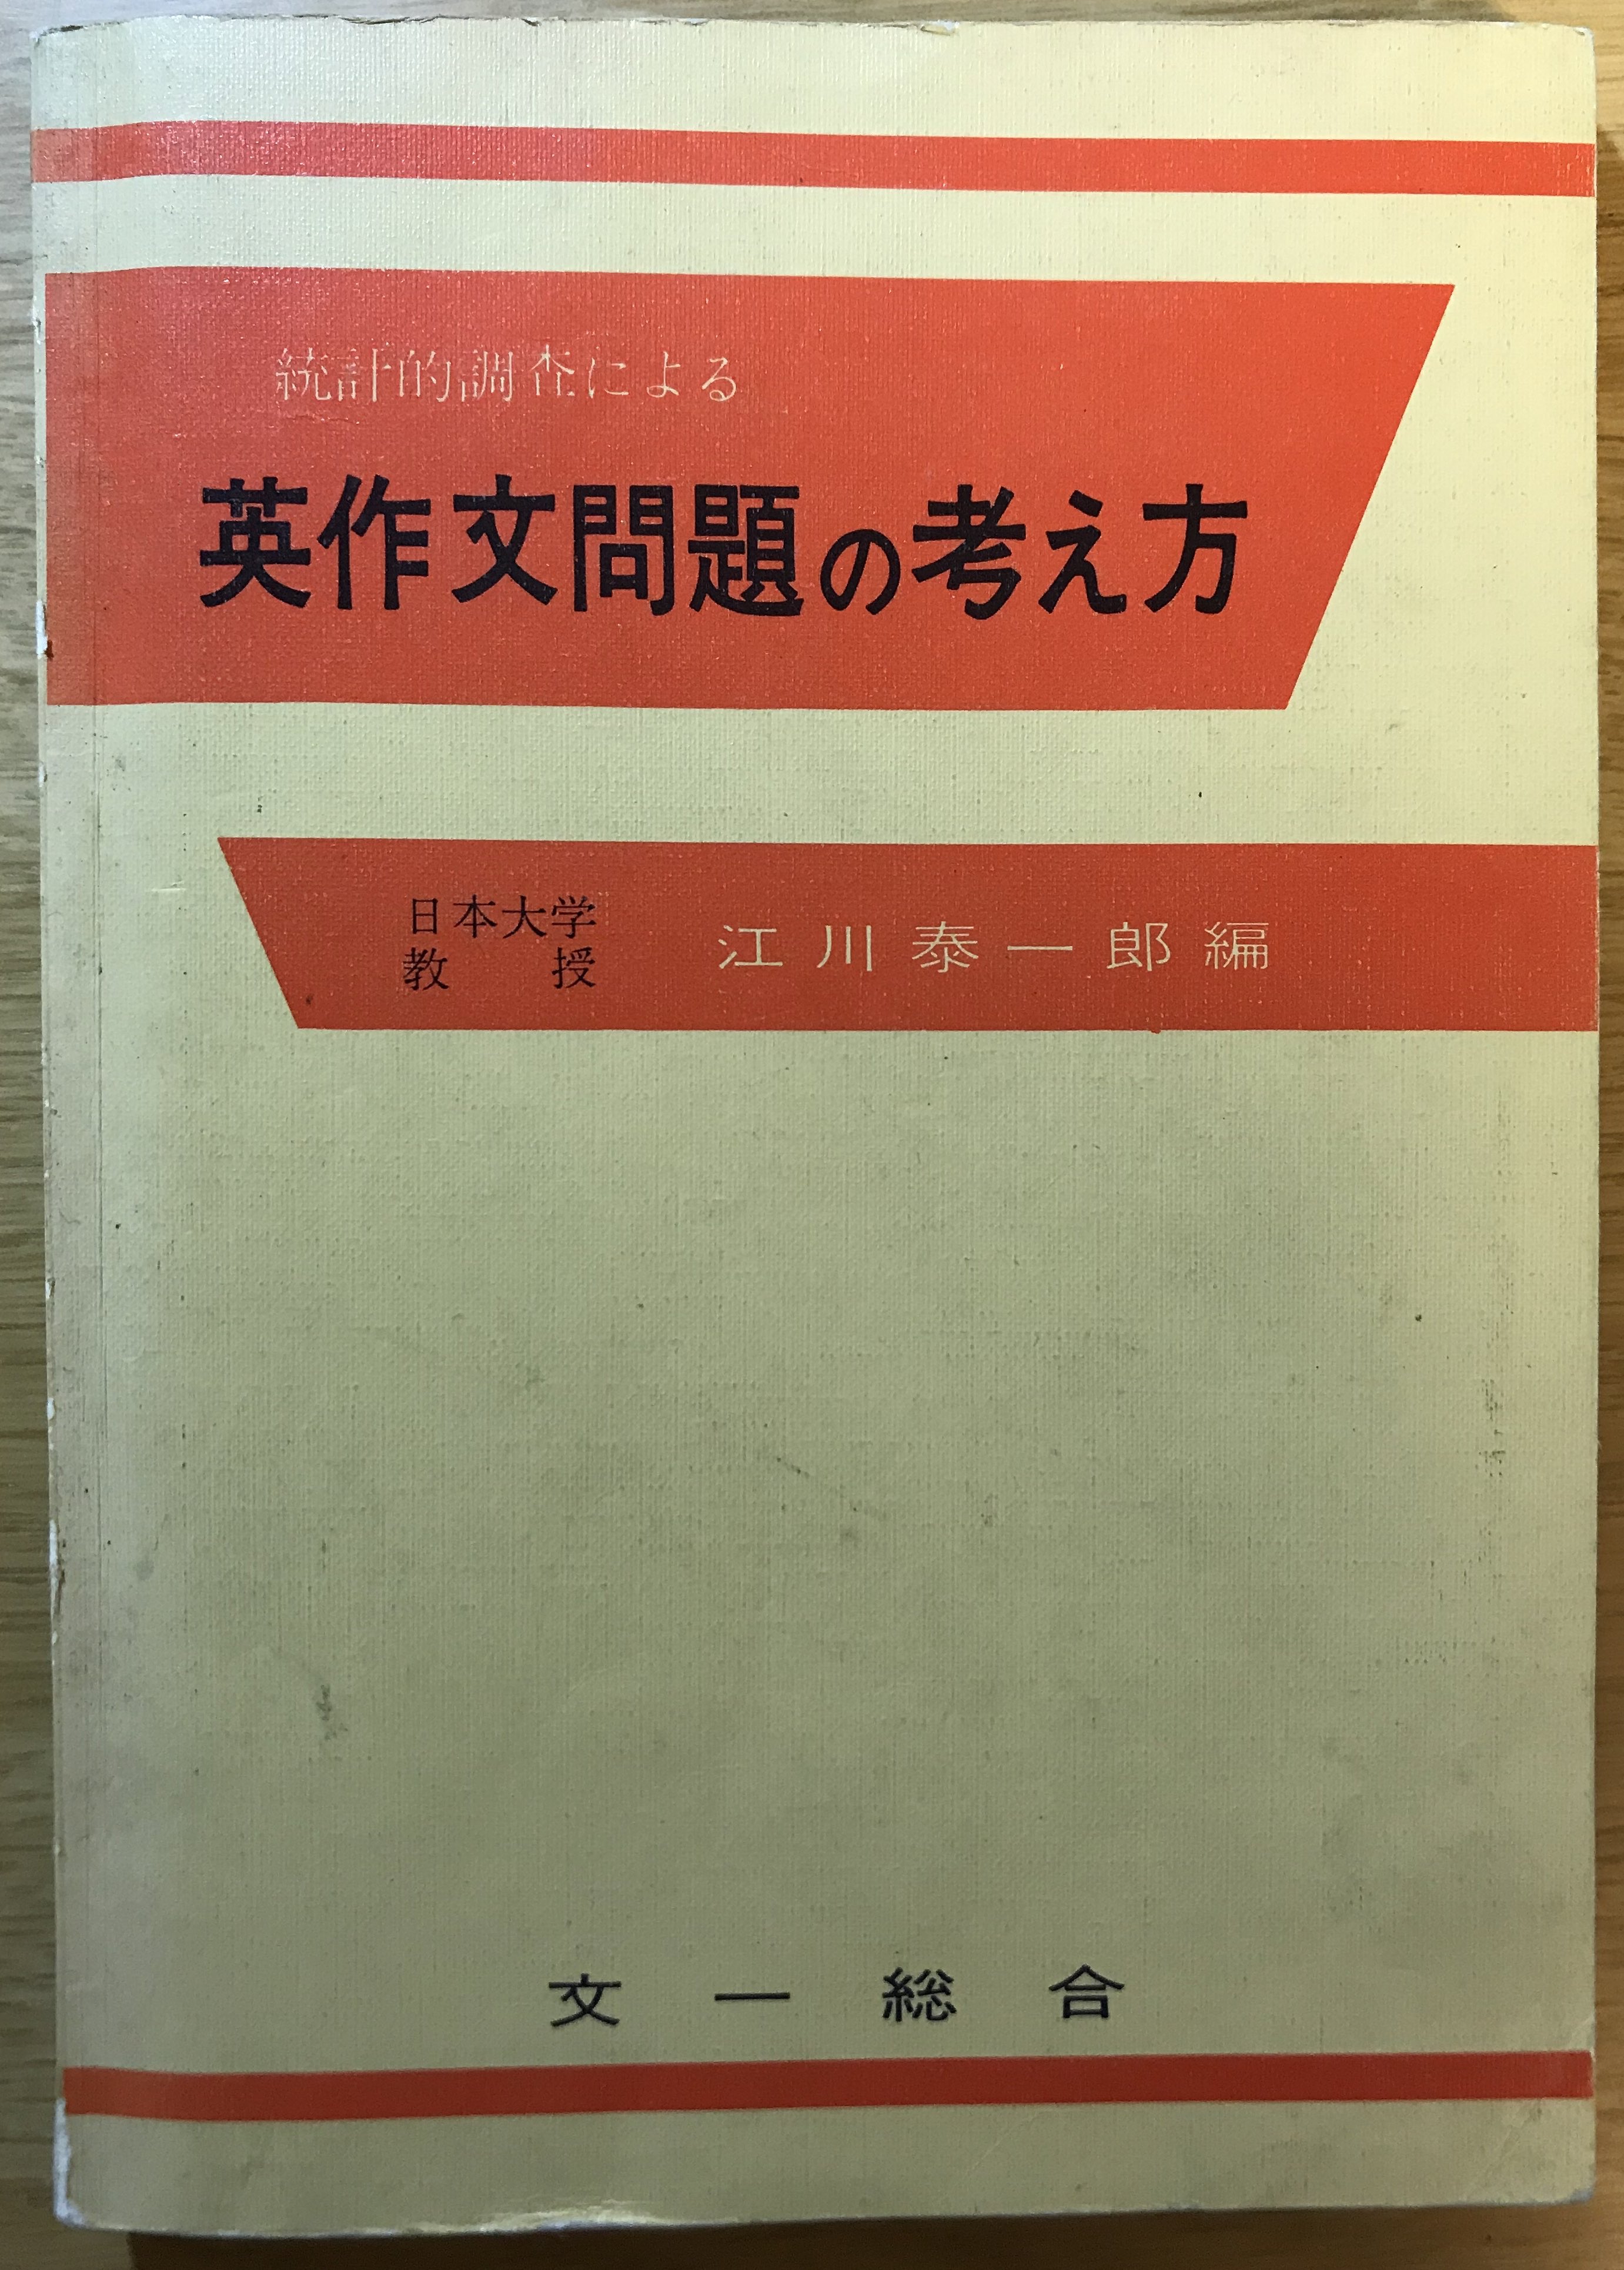 統計的調査による
英作文問題の考え方
日本大学
教授
江川泰一郎編
文一総合